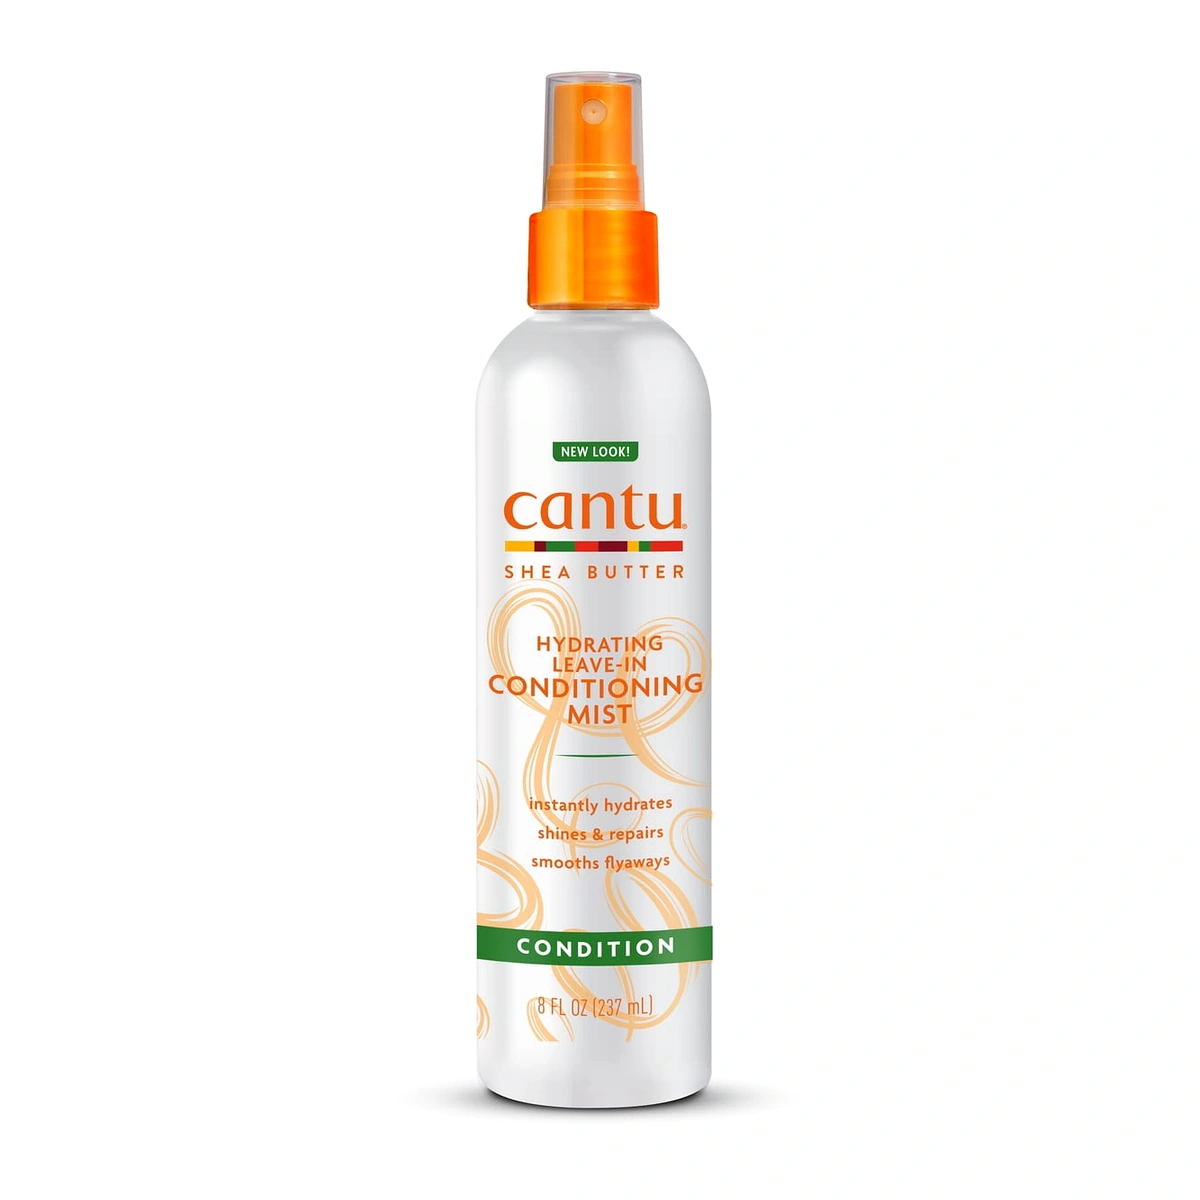 NEW LOOK!
cantu®
SHEA BUTTER
HYDRATING
LEAVE-IN
CONDITIONING
MIST
instantly hydrates
shines & repairs
smooths flyaways
CONDITION
8 FL OZ (237 mL)